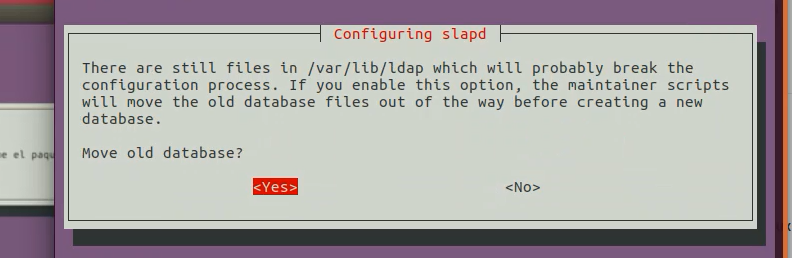 Configuring slapd
There are still files in /var/lib/ldap which will probably break the
configuration process. If you enable this option, the maintainer scripts
will move the old database files out of the way before creating a new
database.
Move old database?
<Yes> <No>
el paqu